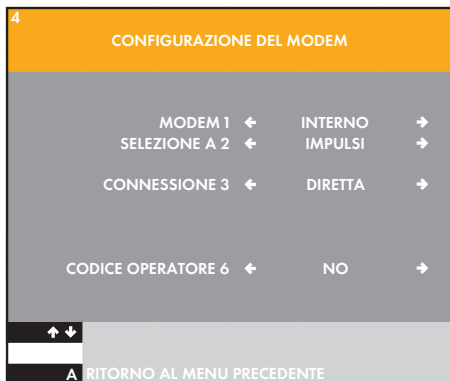 4
CONFIGURAZIONE DEL MODEM
MODEM 1 ← INTERNO →
SELEZIONE A 2 ← IMPULSI →
CONNESSIONE 3 ← DIRETTA →
CODICE OPERATORE 6 ← NO →
↑ ↓
A RITORNO AL MENU PRECEDENTE